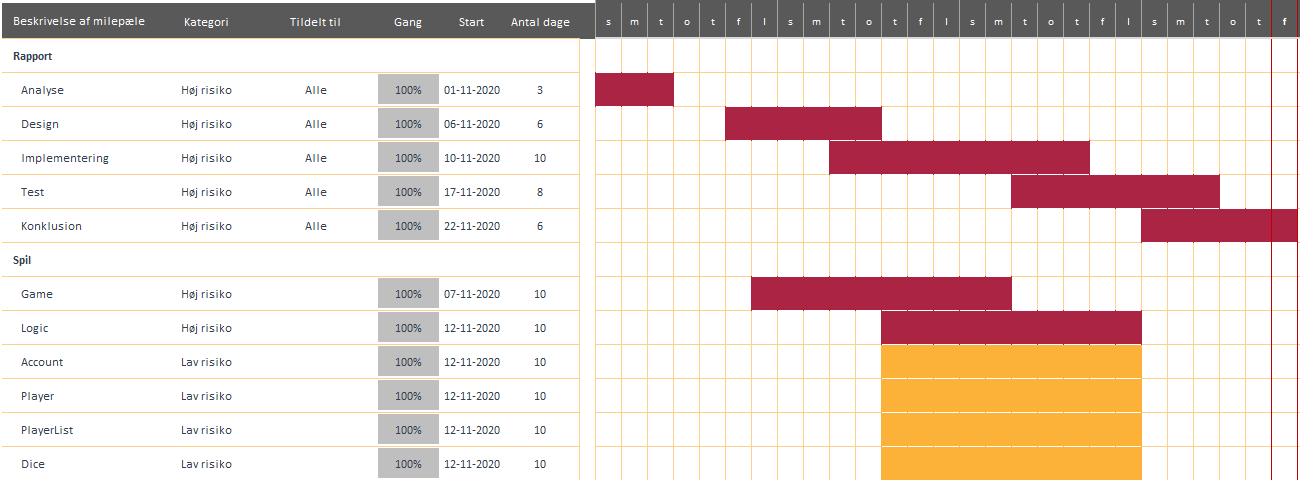 Beskrivelse af milepæle Kategori Tildelt til Gang Start Antal dage s m t o t f l s m t o t f l s m t o t f l s m t o t f
Rapport
Analyse Høj risiko Alle 100% 01-11-2020 3
Design Høj risiko Alle 100% 06-11-2020 6
Implementering Høj risiko Alle 100% 10-11-2020 10
Test Høj risiko Alle 100% 17-11-2020 8
Konklusion Høj risiko Alle 100% 22-11-2020 6
Spil
Game Høj risiko 100% 07-11-2020 10
Logic Høj risiko 100% 12-11-2020 10
Account Lav risiko 100% 12-11-2020 10
Player Lav risiko 100% 12-11-2020 10
PlayerList Lav risiko 100% 12-11-2020 10
Dice Lav risiko 100% 12-11-2020 10